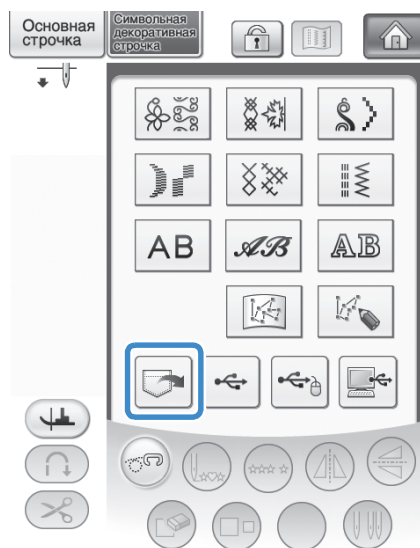 Основная
строчка
Символьная
декоративная
строчка
AB
AB
AB